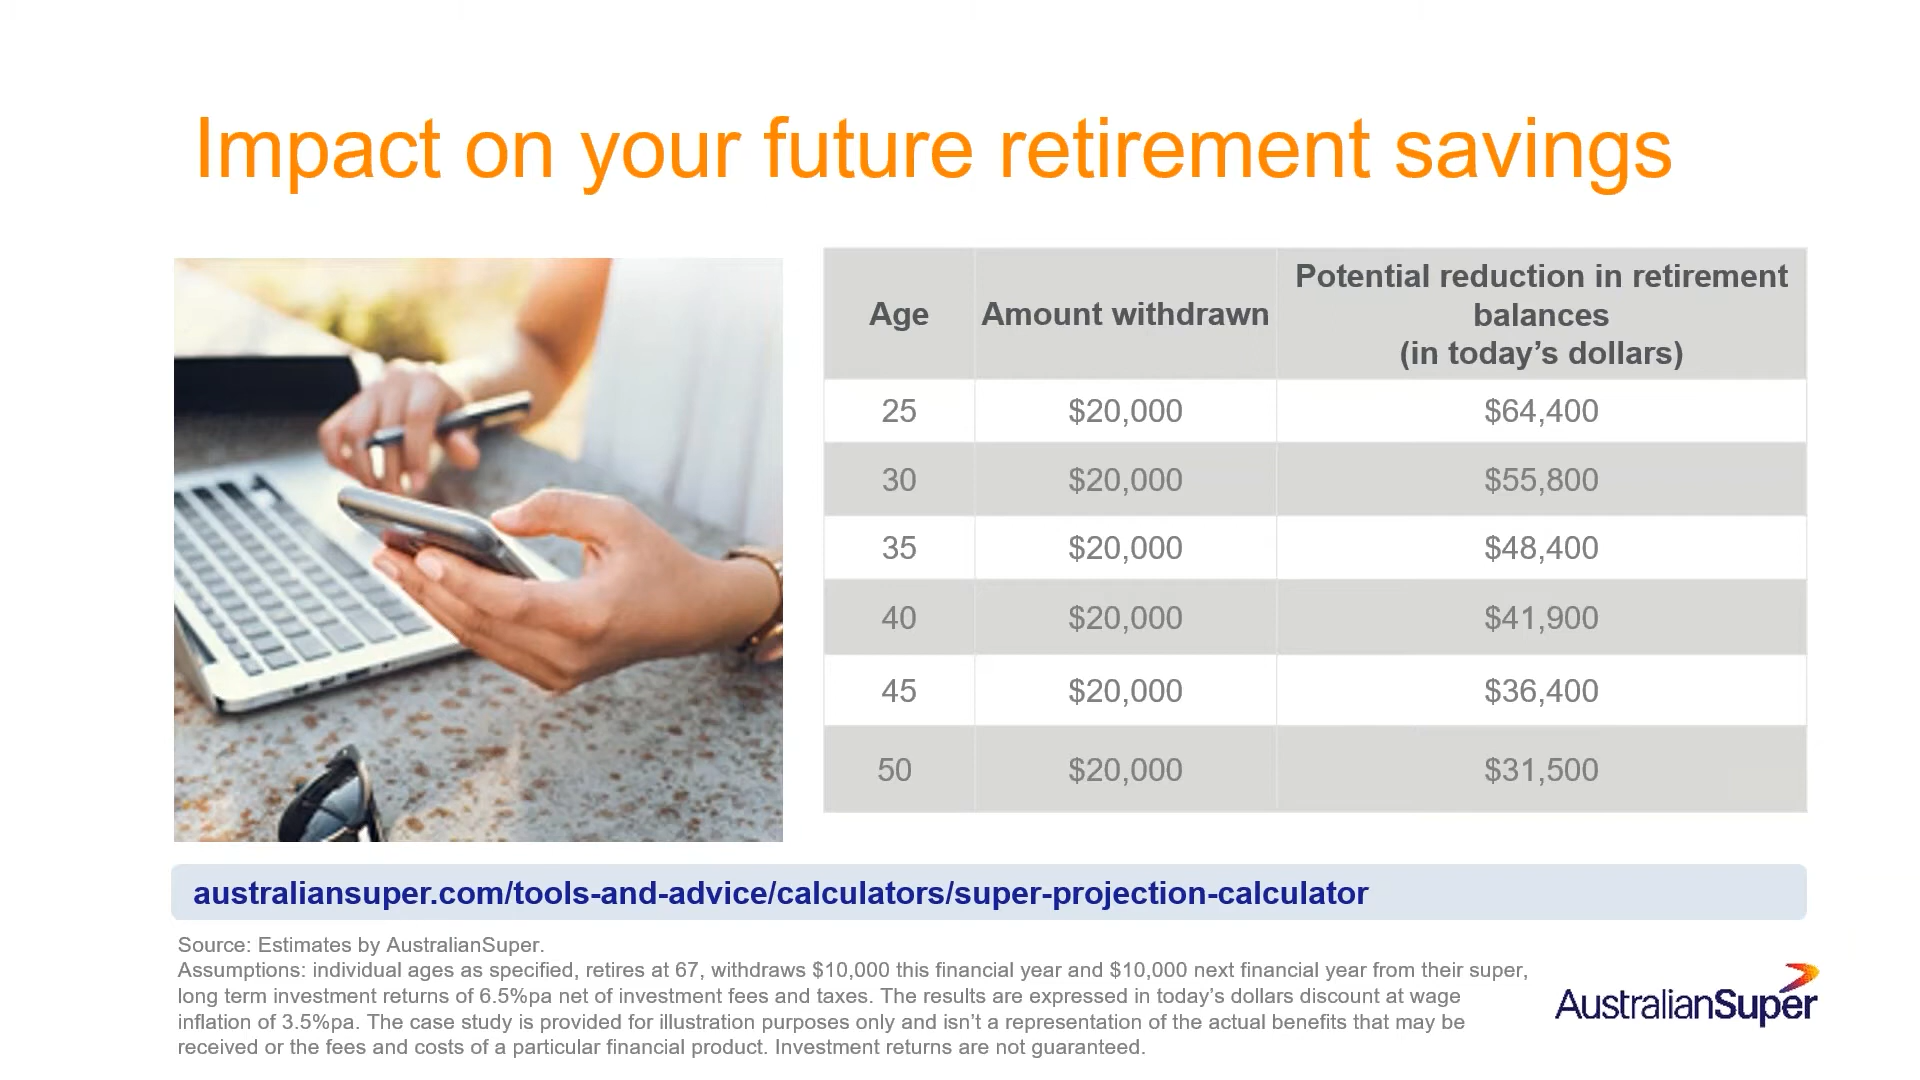 Impact on your future retirement savings
Age Amount withdrawn Potential reduction in retirement
balances
(in today’s dollars)
25 $20,000 $64,400
30 $20,000 $55,800
35 $20,000 $48,400
40 $20,000 $41,900
45 $20,000 $36,400
50 $20,000 $31,500
australiansuper.com/tools-and-advice/calculators/super-projection-calculator
Source: Estimates by AustralianSuper.
Assumptions: individual ages as specified, retires at 67, withdraws $10,000 this financial year and $10,000 next financial year from their super,
long term investment returns of 6.5%pa net of investment fees and taxes. The results are expressed in today’s dollars discount at wage
inflation of 3.5%pa. The case study is provided for illustration purposes only and isn’t a representation of the actual benefits that may be
received or the fees and costs of a particular financial product. Investment returns are not guaranteed.
AustralianSuper